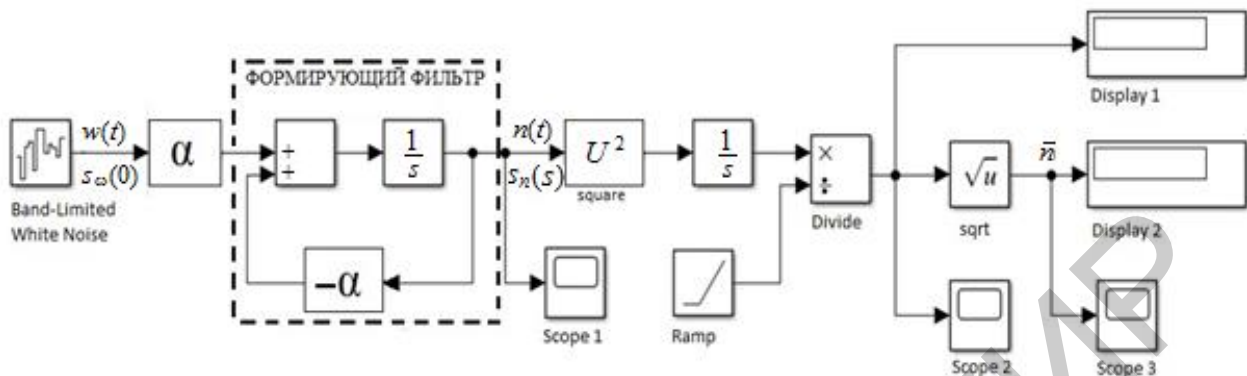 ФОРМИРУЮЩИЙ ФИЛЬТР
w(t)
s_ω(0)
Band-Limited
White Noise
α
+
+
1/s
−α
n(t)
s_n(s)
Scope 1
U²
square
1/s
Ramp
×
÷
Divide
√u
sqrt
n̄
Display 1
Display 2
Scope 2
Scope 3